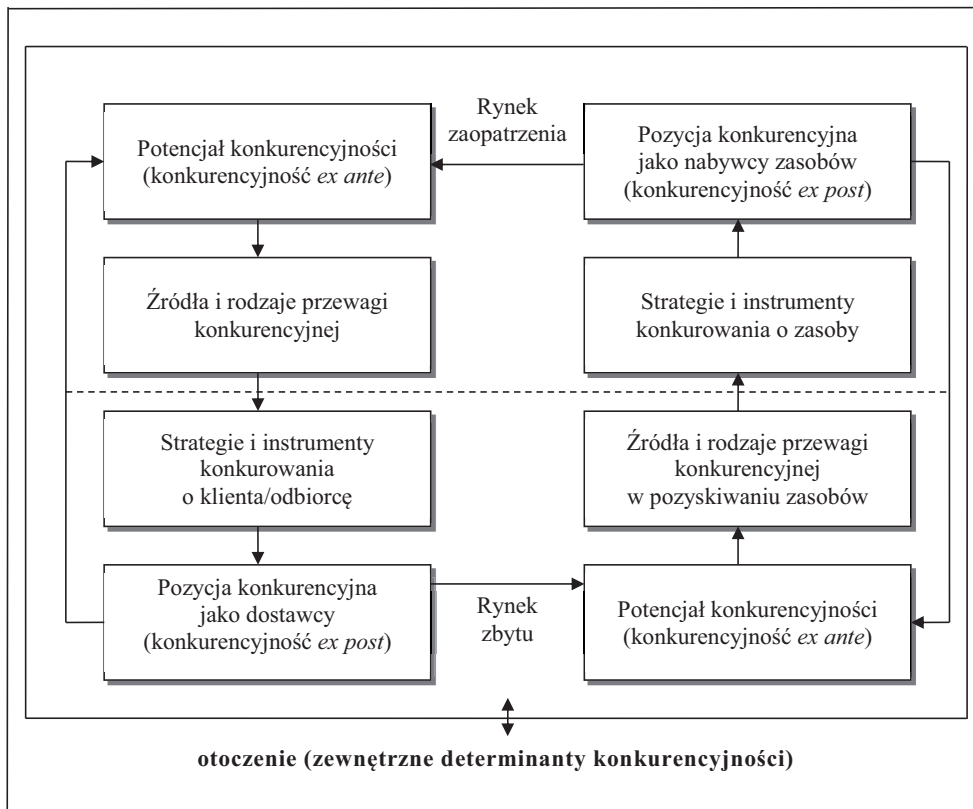 Rynek
zaopatrzenia
Potencjał konkurencyjności
(konkurencyjność ex ante)
Pozycja konkurencyjna
jako nabywcy zasobów
(konkurencyjność ex post)
Źródła i rodzaje przewagi
konkurencyjnej
Strategie i instrumenty
konkurowania o zasoby
Strategie i instrumenty
konkurowania
o klienta/odbiorcę
Źródła i rodzaje przewagi
konkurencyjnej
w pozyskiwaniu zasobów
Pozycja konkurencyjna
jako dostawcy
(konkurencyjność ex post)
Rynek
zbytu
Potencjał konkurencyjności
(konkurencyjność ex ante)
otoczenie (zewnętrzne determinanty konkurencyjności)